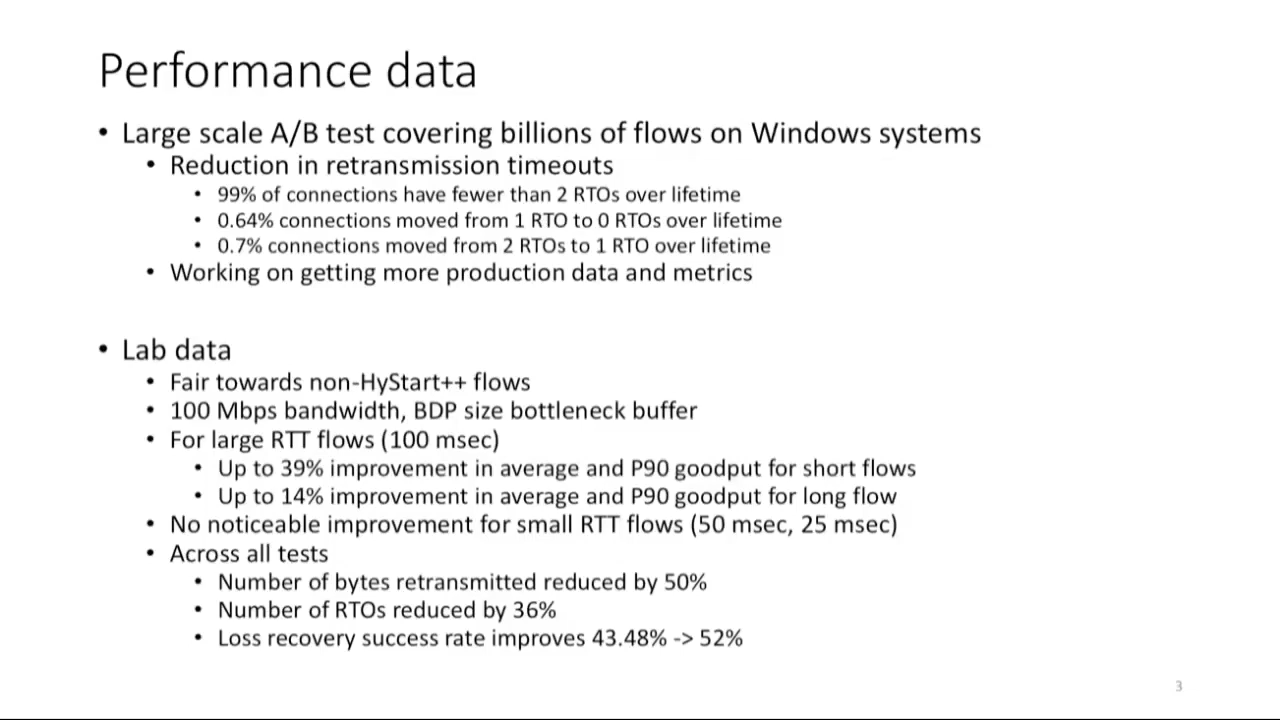 Performance data
• Large scale A/B test covering billions of flows on Windows systems
• Reduction in retransmission timeouts
• 99% of connections have fewer than 2 RTOs over lifetime
• 0.64% connections moved from 1 RTO to 0 RTOs over lifetime
• 0.7% connections moved from 2 RTOs to 1 RTO over lifetime
• Working on getting more production data and metrics
• Lab data
• Fair towards non-HyStart++ flows
• 100 Mbps bandwidth, BDP size bottleneck buffer
• For large RTT flows (100 msec)
• Up to 39% improvement in average and P90 goodput for short flows
• Up to 14% improvement in average and P90 goodput for long flow
• No noticeable improvement for small RTT flows (50 msec, 25 msec)
• Across all tests
• Number of bytes retransmitted reduced by 50%
• Number of RTOs reduced by 36%
• Loss recovery success rate improves 43.48% -> 52%
3